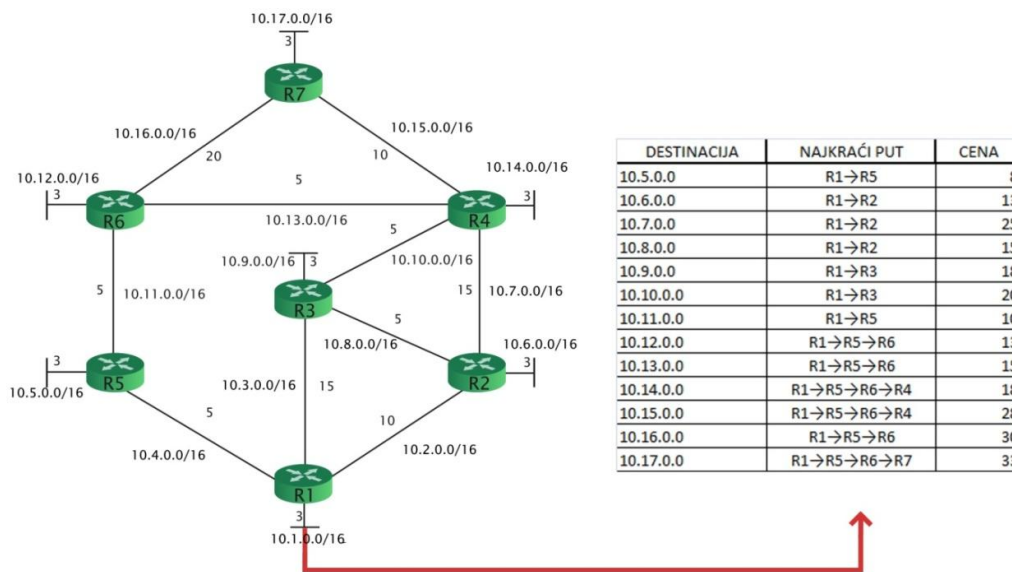 10.17.0.0/16
3
R7
10.16.0.0/16
10.15.0.0/16
20
10
10.12.0.0/16
10.14.0.0/16
3
5
3
R6
10.13.0.0/16
R4
5
10.9.0.0/16
3
10.10.0.0/16
5
10.11.0.0/16
15
10.7.0.0/16
R3
5
10.8.0.0/16
10.6.0.0/16
3
3
R5
R2
10.5.0.0/16
10.3.0.0/16
15
5
10
10.4.0.0/16
10.2.0.0/16
R1
3
10.1.0.0/16
DESTINACIJA NAJKRAĆI PUT CENA
10.5.0.0 R1→R5 8
10.6.0.0 R1→R2
10.7.0.0 R1→R2
10.8.0.0 R1→R2
10.9.0.0 R1→R3
10.10.0.0 R1→R3
10.11.0.0 R1→R5
10.12.0.0 R1→R5→R6
10.13.0.0 R1→R5→R6
10.14.0.0 R1→R5→R6→R4
10.15.0.0 R1→R5→R6→R4
10.16.0.0 R1→R5→R6
10.17.0.0 R1→R5→R6→R7